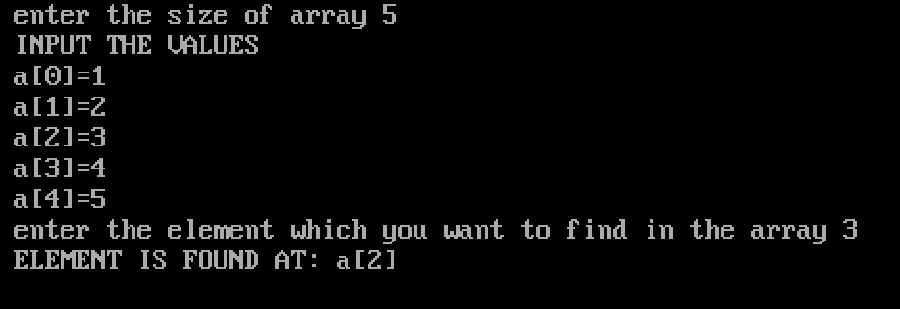 enter the size of array 5
INPUT THE VALUES
a[0]=1
a[1]=2
a[2]=3
a[3]=4
a[4]=5
enter the element which you want to find in the array 3
ELEMENT IS FOUND AT: a[2]